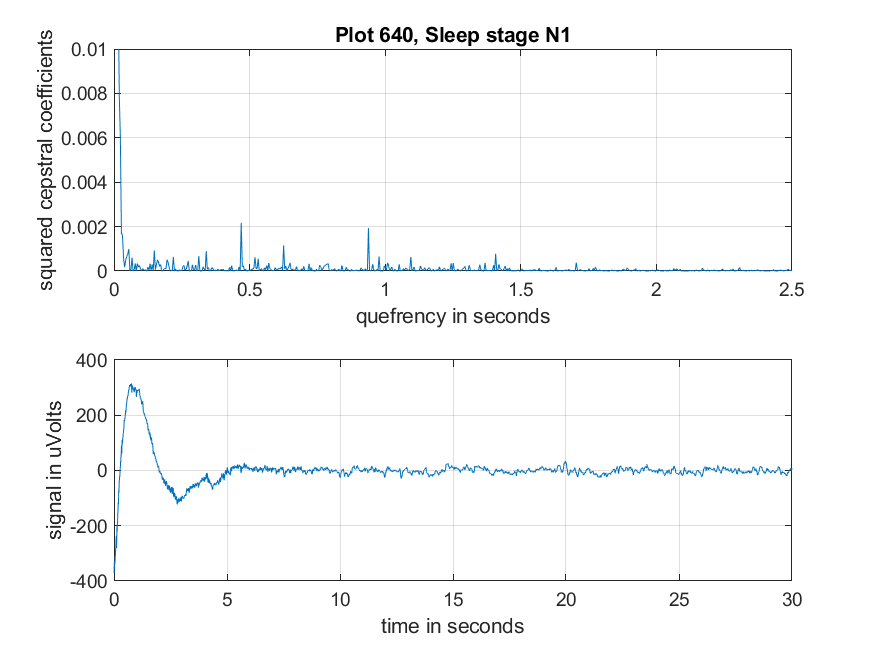 Plot 640, Sleep stage N1
squared cepstral coefficients
0.01
0.008
0.006
0.004
0.002
0
0 0.5 1 1.5 2 2.5
quefrency in seconds
signal in uVolts
400
200
0
-200
-400
0 5 10 15 20 25 30
time in seconds